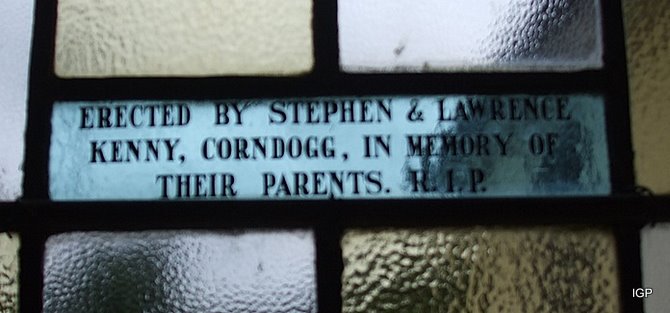 ERECTED BY STEPHEN & LAWRENCE
KENNY, CORNDOGG, IN MEMORY OF
THEIR PARENTS. R.I.P.
IGP